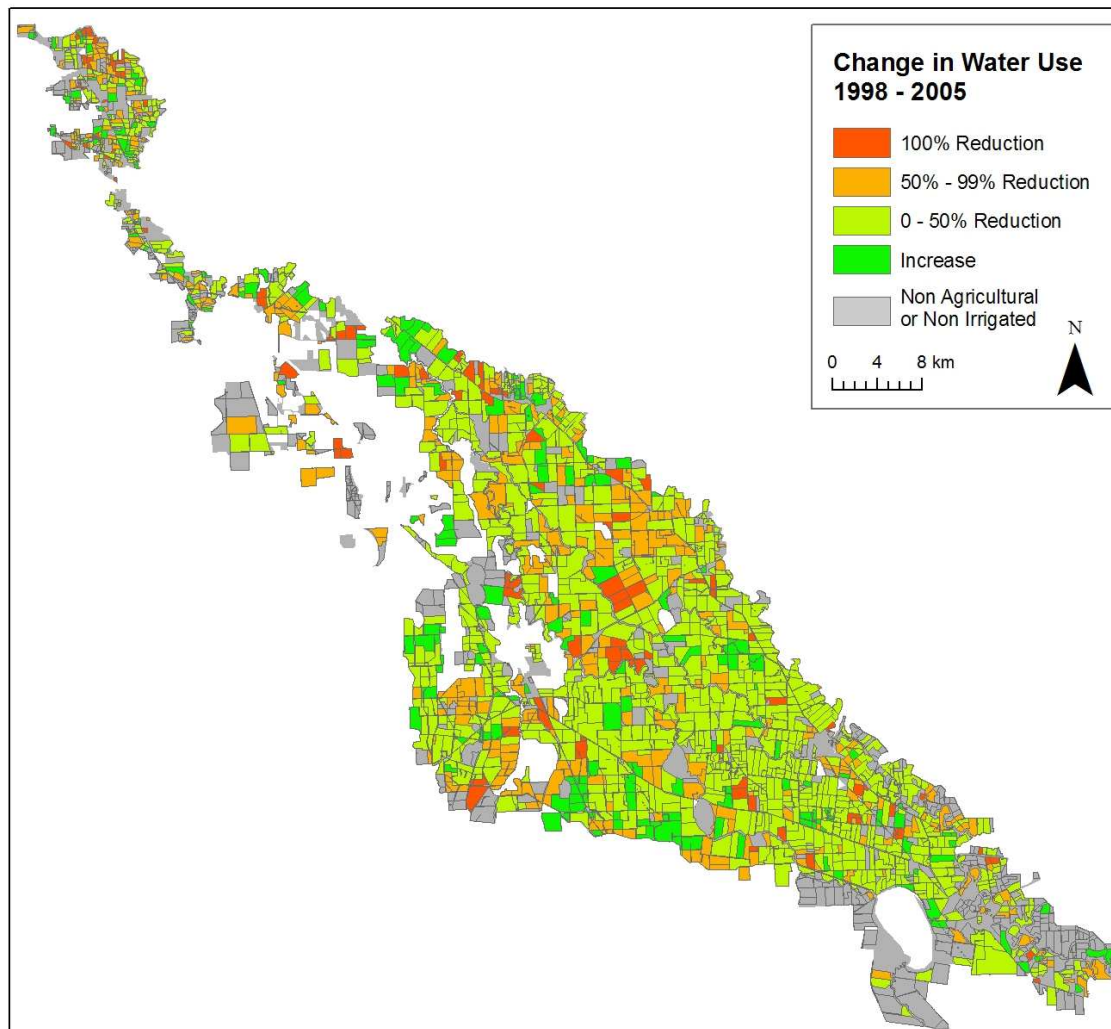 Change in Water Use
1998 - 2005
100% Reduction
50% - 99% Reduction
0 - 50% Reduction
Increase
Non Agricultural
or Non Irrigated
N
0 4 8 km